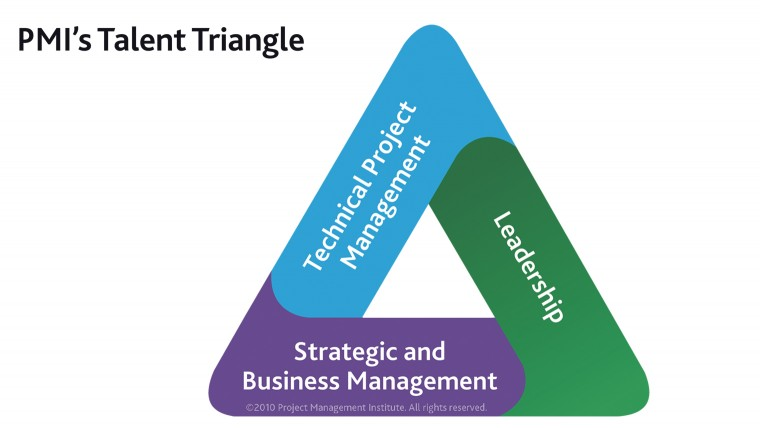 PMI's Talent Triangle
Technical Project
Management
Leadership
Strategic and
Business Management
©2010 Project Management Institute. All rights reserved.